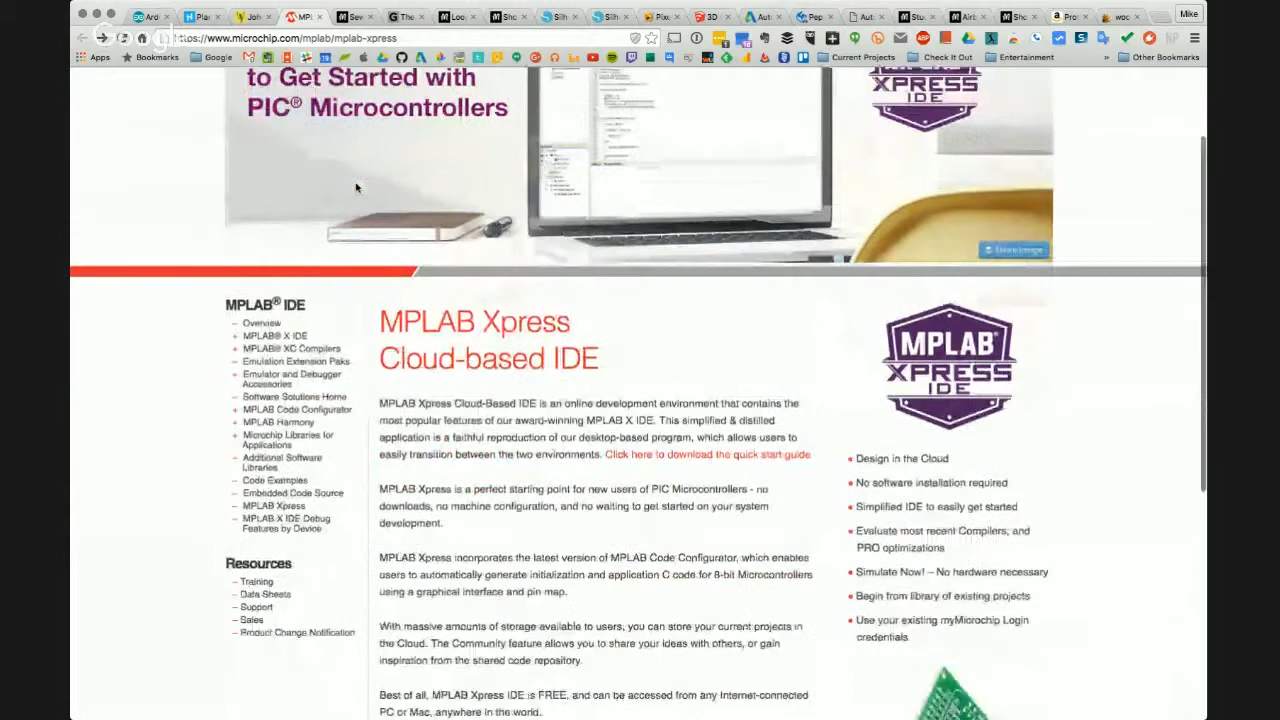 Mike
https://www.microchip.com/mplab/mplab-xpress
Apps
Bookmarks
Google
Current Projects
Check It Out
Entertainment
Other Bookmarks
to Get Started with
PIC® Microcontrollers
XPRESS
IDE
MPLAB® IDE
Overview
MPLAB® X IDE
MPLAB® XC Compilers
Emulation Extension Paks
Emulator and Debugger
Accessories
Software Solutions Home
MPLAB Code Configurator
MPLAB Harmony
Microchip Libraries for
Applications
Additional Software
Libraries
Code Examples
Embedded Code Source
MPLAB Xpress
MPLAB X IDE Debug
Features by Device
Resources
Training
Data Sheets
Support
Sales
Product Change Notification
MPLAB Xpress
Cloud-based IDE
MPLAB Xpress Cloud-Based IDE is an online development environment that contains the
most popular features of our award-winning MPLAB X IDE. This simplified & distilled
application is a faithful reproduction of our desktop-based program, which allows users to
easily transition between the two environments. Click here to download the quick start guide
MPLAB Xpress is a perfect starting point for new users of PIC Microcontrollers - no
downloads, no machine configuration, and no waiting to get started on your system
development.
MPLAB Xpress incorporates the latest version of MPLAB Code Configurator, which enables
users to automatically generate initialization and application C code for 8-bit Microcontrollers
using a graphical interface and pin map.
With massive amounts of storage available to users, you can store your current projects in
the Cloud. The Community feature allows you to share your ideas with others, or gain
inspiration from the shared code repository.
Best of all, MPLAB Xpress IDE is FREE, and can be accessed from any Internet-connected
PC or Mac, anywhere in the world.
MPLAB®
XPRESS
IDE
Design in the Cloud
No software installation required
Simplified IDE to easily get started
Evaluate most recent Compilers, and
PRO optimizations
Simulate Now! – No hardware necessary
Begin from library of existing projects
Use your existing myMicrochip Login
credentials